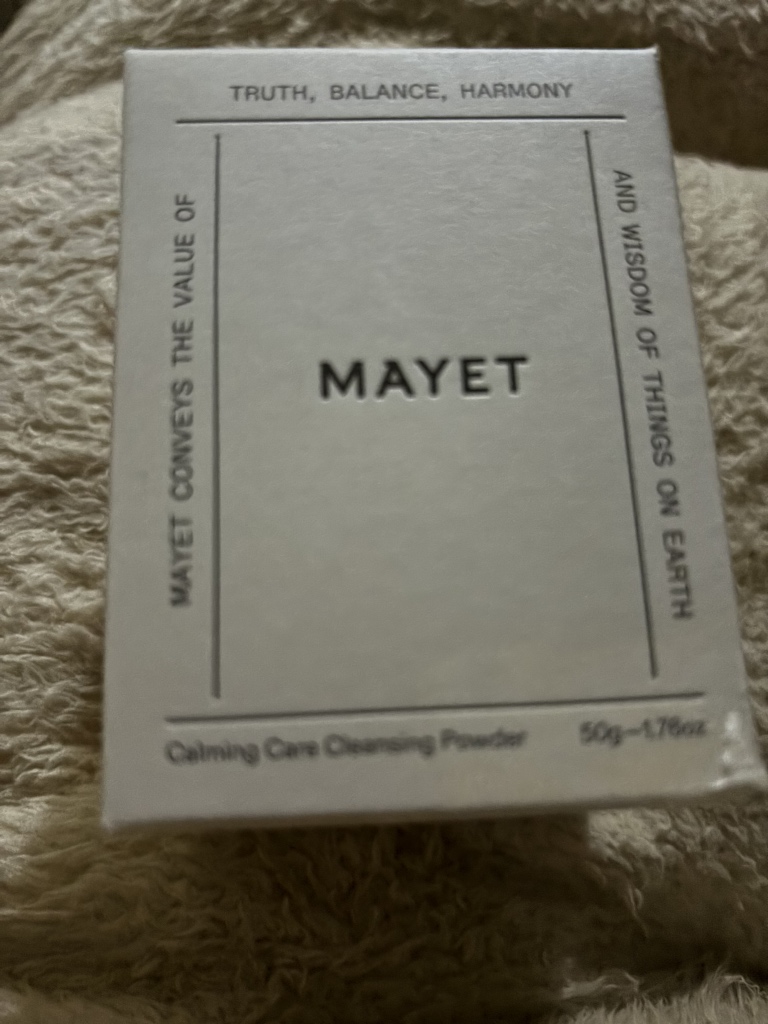 TRUTH, BALANCE, HARMONY
MAYET CONVEYS THE VALUE OF
AND WISDOM OF THINGS ON EARTH
MAYET
Calming Care Cleansing Powder
50g—1.76oz